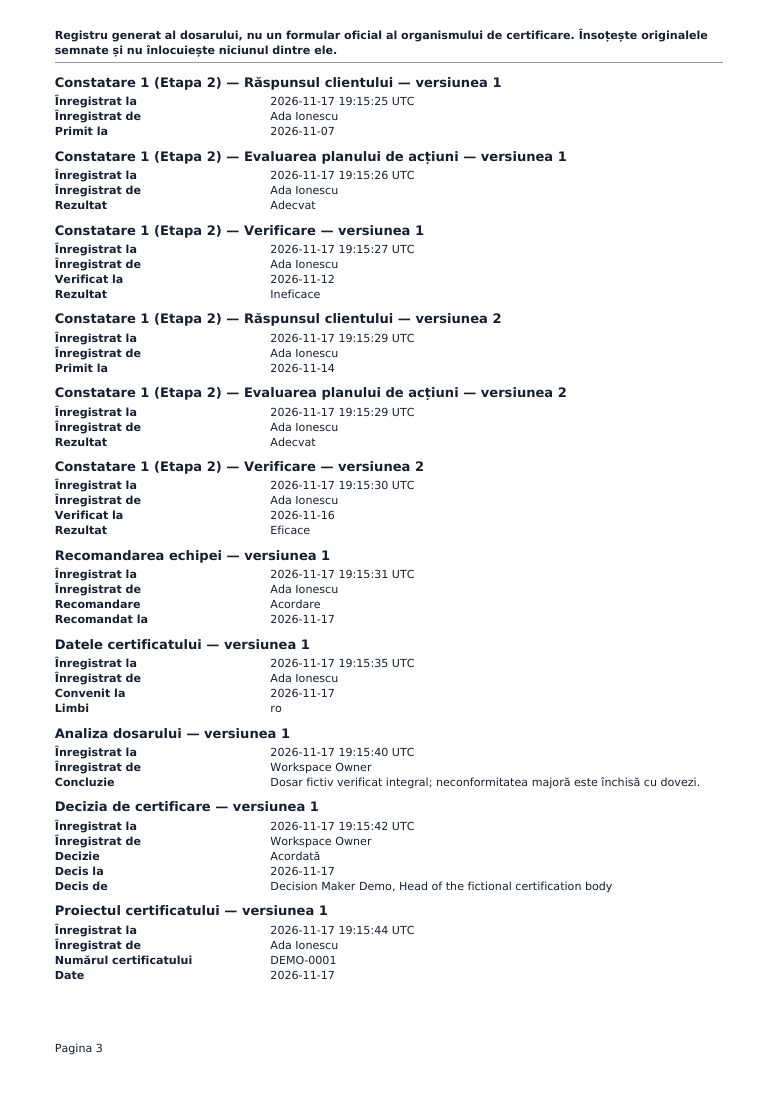 Registru generat al dosarului, nu un formular oficial al organismului de certificare. Însoțește originalele
semnate și nu înlocuiește niciunul dintre ele.
Constatare 1 (Etapa 2) — Răspunsul clientului — versiunea 1
Înregistrat la 2026-11-17 19:15:25 UTC
Înregistrat de Ada Ionescu
Primit la 2026-11-07
Constatare 1 (Etapa 2) — Evaluarea planului de acțiuni — versiunea 1
Înregistrat la 2026-11-17 19:15:26 UTC
Înregistrat de Ada Ionescu
Rezultat Adecvat
Constatare 1 (Etapa 2) — Verificare — versiunea 1
Înregistrat la 2026-11-17 19:15:27 UTC
Înregistrat de Ada Ionescu
Verificat la 2026-11-12
Rezultat Ineficace
Constatare 1 (Etapa 2) — Răspunsul clientului — versiunea 2
Înregistrat la 2026-11-17 19:15:29 UTC
Înregistrat de Ada Ionescu
Primit la 2026-11-14
Constatare 1 (Etapa 2) — Evaluarea planului de acțiuni — versiunea 2
Înregistrat la 2026-11-17 19:15:29 UTC
Înregistrat de Ada Ionescu
Rezultat Adecvat
Constatare 1 (Etapa 2) — Verificare — versiunea 2
Înregistrat la 2026-11-17 19:15:30 UTC
Înregistrat de Ada Ionescu
Verificat la 2026-11-16
Rezultat Eficace
Recomandarea echipei — versiunea 1
Înregistrat la 2026-11-17 19:15:31 UTC
Înregistrat de Ada Ionescu
Recomandare Acordare
Recomandat la 2026-11-17
Datele certificatului — versiunea 1
Înregistrat la 2026-11-17 19:15:35 UTC
Înregistrat de Ada Ionescu
Convenit la 2026-11-17
Limbi ro
Analiza dosarului — versiunea 1
Înregistrat la 2026-11-17 19:15:40 UTC
Înregistrat de Workspace Owner
Concluzie Dosar fictiv verificat integral; neconformitatea majoră este închisă cu dovezi.
Decizia de certificare — versiunea 1
Înregistrat la 2026-11-17 19:15:42 UTC
Înregistrat de Workspace Owner
Decizie Acordată
Decis la 2026-11-17
Decis de Decision Maker Demo, Head of the fictional certification body
Proiectul certificatului — versiunea 1
Înregistrat la 2026-11-17 19:15:44 UTC
Înregistrat de Ada Ionescu
Numărul certificatului DEMO-0001
Date 2026-11-17
Pagina 3